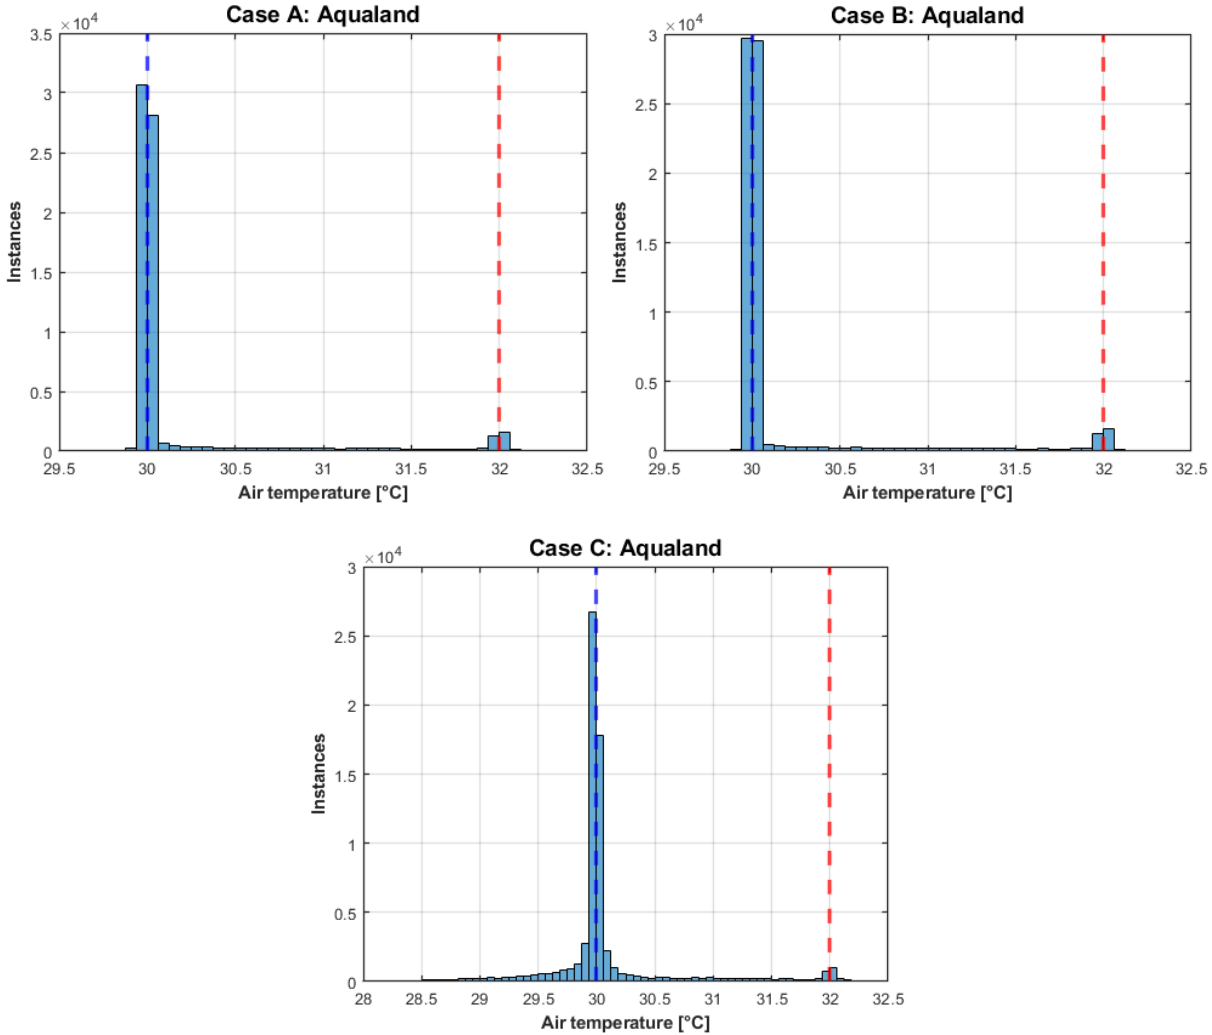 Case A: Aqualand
×10⁴
3.5
3
2.5
2
1.5
1
0.5
0
Instances
29.5 30 30.5 31 31.5 32 32.5
Air temperature [°C]
Case B: Aqualand
×10⁴
3
2.5
2
1.5
1
0.5
0
Instances
29.5 30 30.5 31 31.5 32 32.5
Air temperature [°C]
Case C: Aqualand
×10⁴
3
2.5
2
1.5
1
0.5
0
Instances
28 28.5 29 29.5 30 30.5 31 31.5 32 32.5
Air temperature [°C]